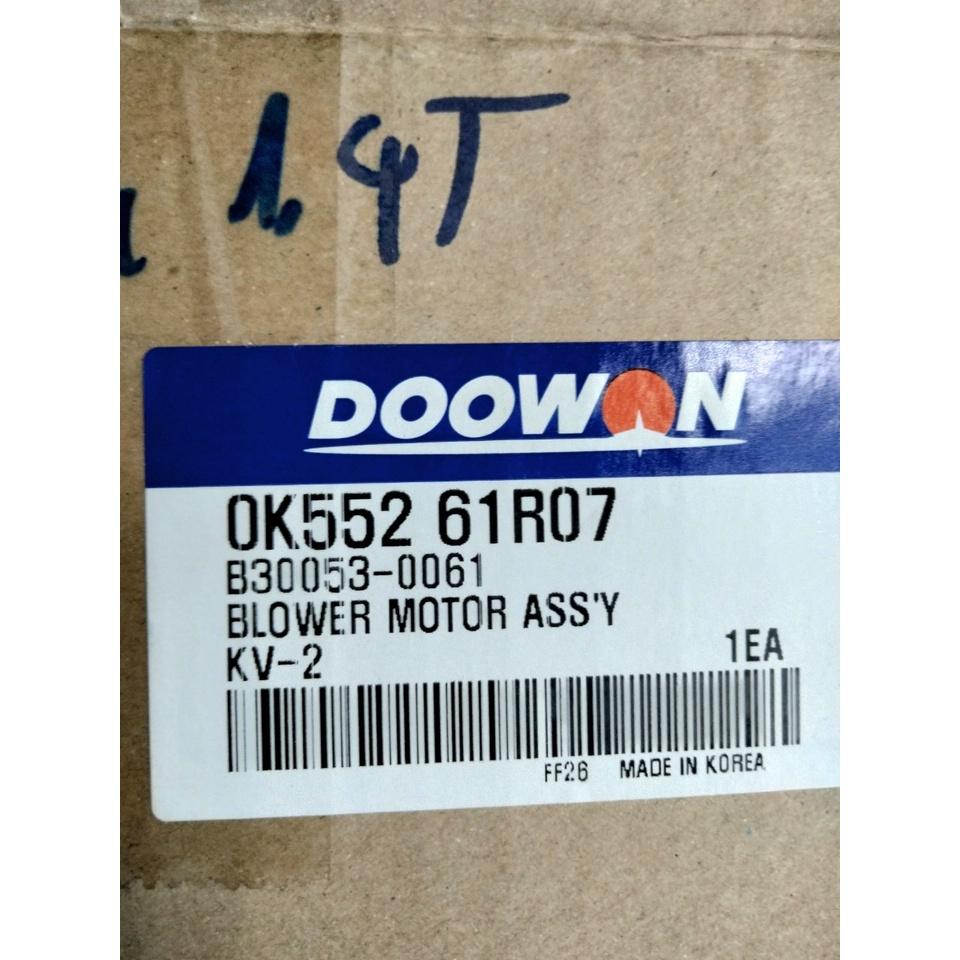 1.4T
DOOWON
0K552 61R07
B30053-0061
BLOWER MOTOR ASS'Y
KV-2 1EA
FF26 MADE IN KOREA